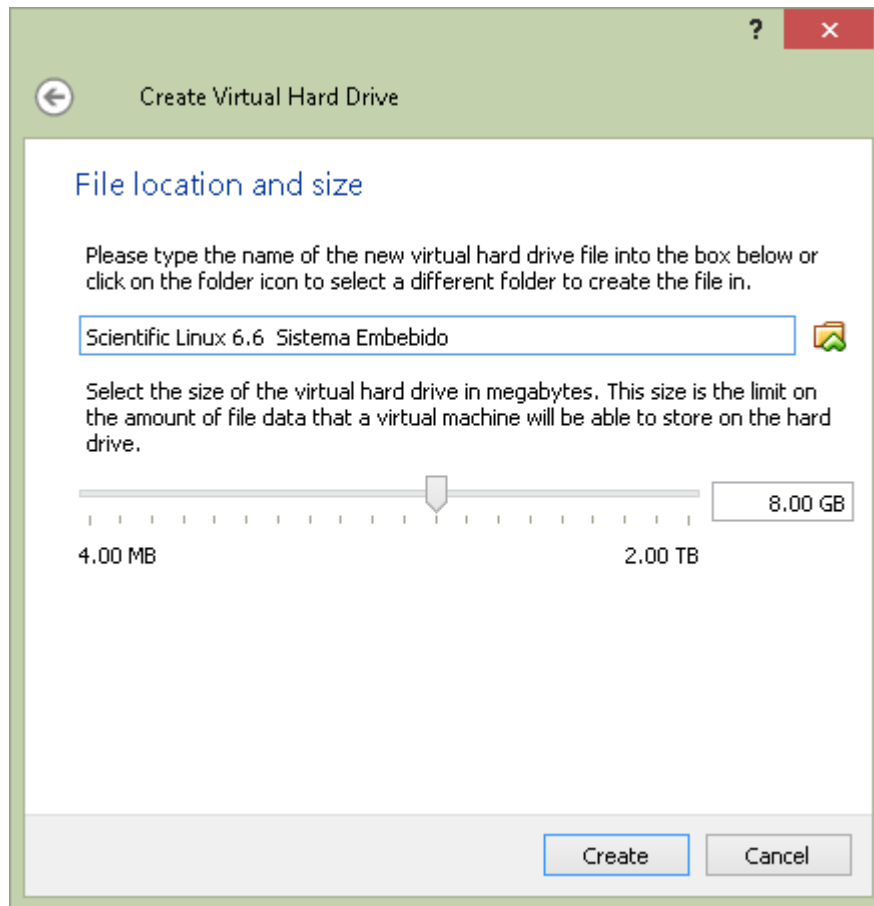 ?
Create Virtual Hard Drive
File location and size
Please type the name of the new virtual hard drive file into the box below or
click on the folder icon to select a different folder to create the file in.
Scientific Linux 6.6  Sistema Embebido
Select the size of the virtual hard drive in megabytes. This size is the limit on
the amount of file data that a virtual machine will be able to store on the hard
drive.
8.00 GB
4.00 MB 2.00 TB
Create Cancel